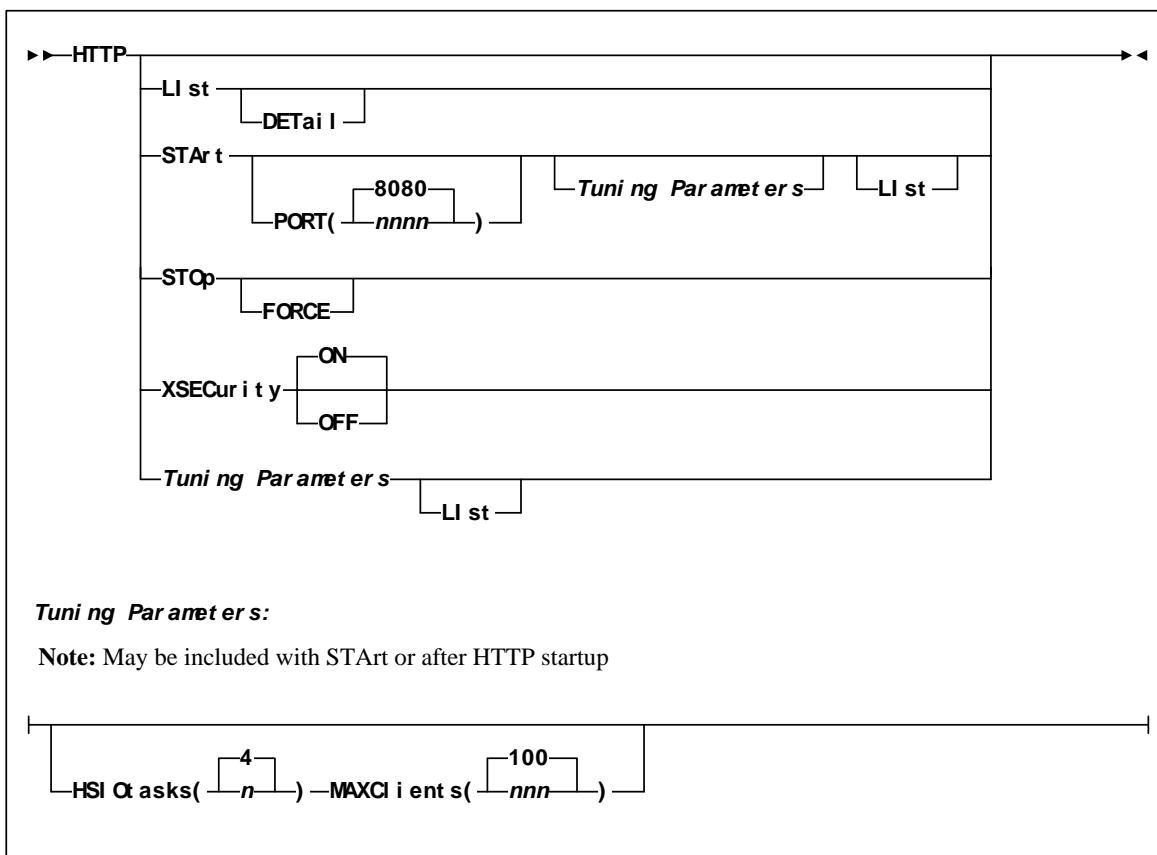 HTTP
LIst
DETail
STArt
8080
Tuning Parameters
LIst
PORT( nnnn )
STOp
FORCE
ON
XSECurity
OFF
Tuning Parameters
LIst
Tuning Parameters:
Note: May be included with STArt or after HTTP startup
4 100
HSIOtasks( n ) MAXClients( nnn )